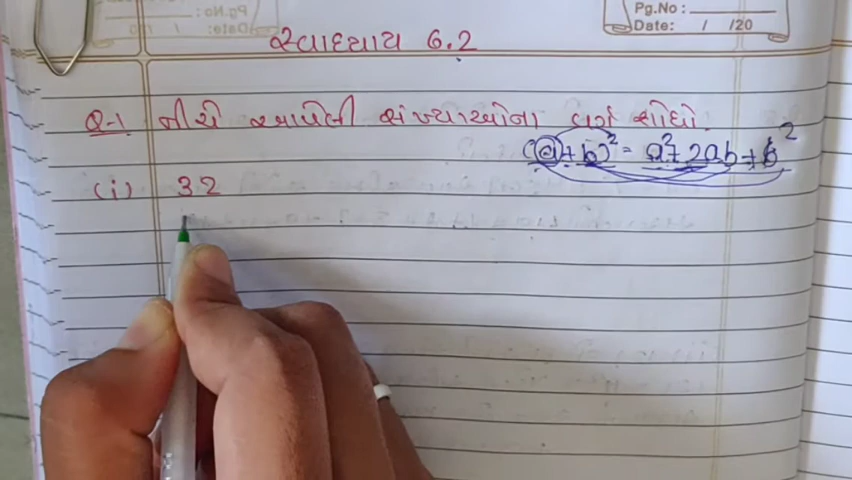 Pg.No :
Date: / /20
સ્વાધ્યાય 6.2
Q-1 નીચે આપેલી સંખ્યાઓના વર્ગ શોધો.
(a+b)² = a²+2ab+b²
(i) 32